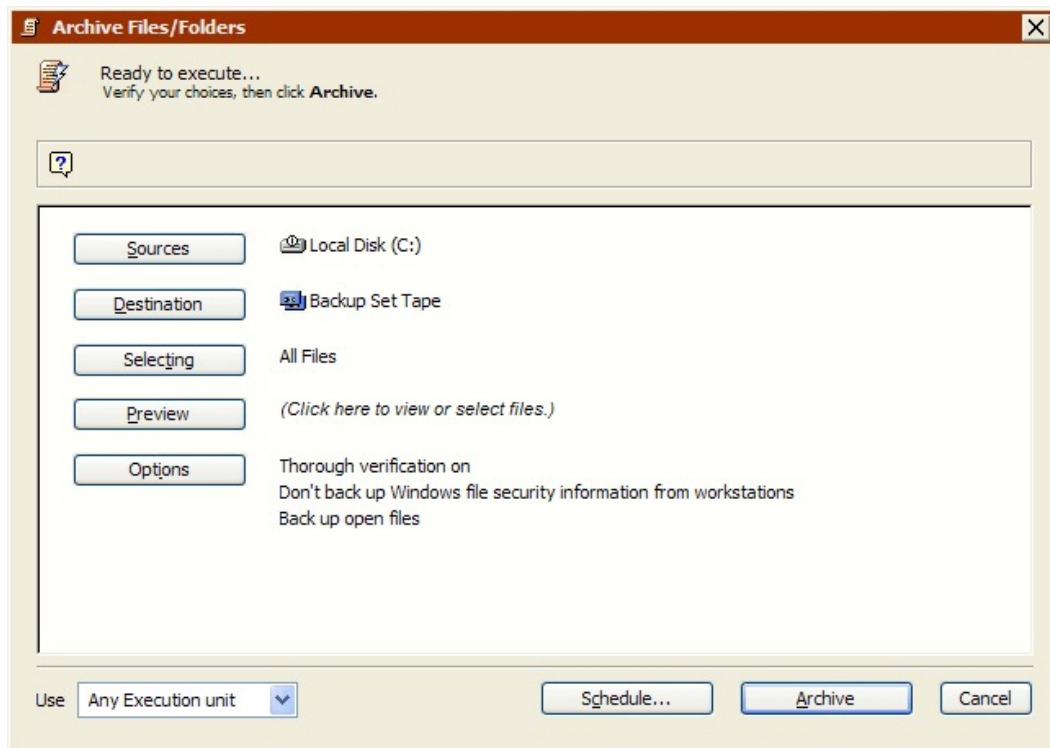 Archive Files/Folders
Ready to execute...
Verify your choices, then click Archive.
?
Sources
Local Disk (C:)
Destination
Backup Set Tape
Selecting
All Files
Preview
(Click here to view or select files.)
Options
Thorough verification on
Don't back up Windows file security information from workstations
Back up open files
Use
Any Execution unit
Schedule...
Archive
Cancel